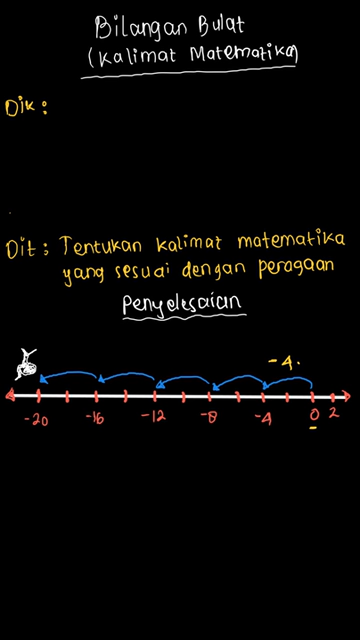 Bilangan Bulat
(Kalimat Matematika)
Dik :
Dit : Tentukan kalimat matematika
yang sesuai dengan peragaan
Penyelesaian
-4.
-20 -16 -12 -8 -4 0 2